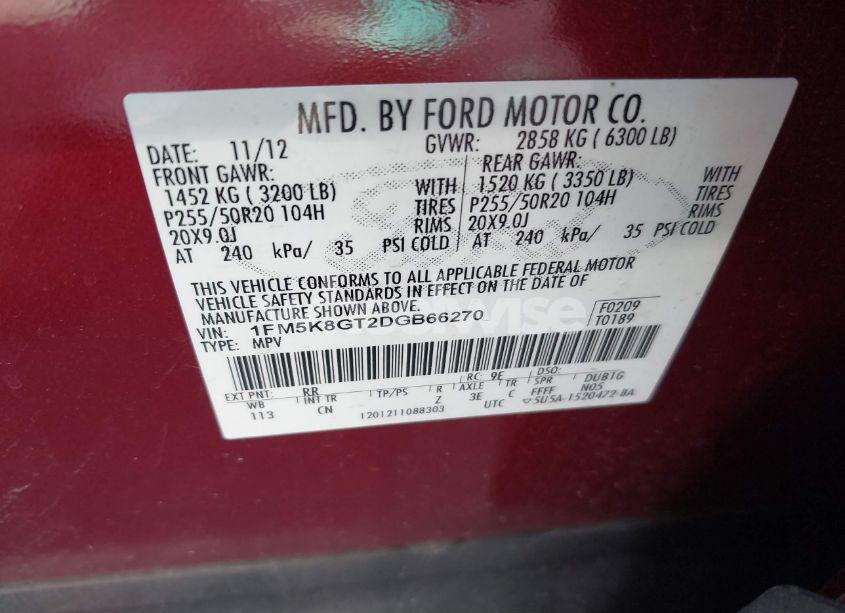 MFD. BY FORD MOTOR CO.
DATE: 11/12 GVWR: 2858 KG ( 6300 LB)
FRONT GAWR: REAR GAWR:
1452 KG ( 3200 LB) WITH 1520 KG ( 3350 LB) WITH
P255/50R20 104H TIRES P255/50R20 104H TIRES
20X9.0J RIMS 20X9.0J RIMS
AT 240 kPa/ 35 PSI COLD AT 240 kPa/ 35 PSI COLD
THIS VEHICLE CONFORMS TO ALL APPLICABLE FEDERAL MOTOR
VEHICLE SAFETY STANDARDS IN EFFECT ON THE DATE OF
MANUFACTURE SHOWN ABOVE.
VIN: 1FM5K8GT2DGB66270 F0209
TYPE: MPV T0189
EXT PNT: RR RC: 9E DSO:
WB INT TR TP/PS R AXLE TR SPR DUB1G
113 CN Z 3E C FFFF N05
1201211088303 UTC ▽5U5A-1520472-BA